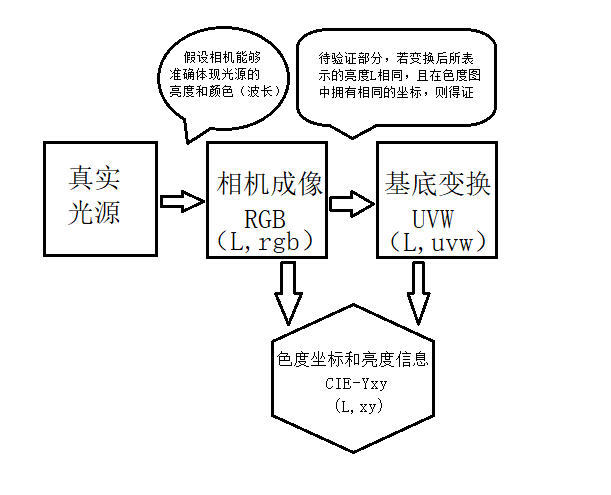 假设相机能够
准确体现光源的
亮度和颜色（波长）
待验证部分，若变换后所表
示的亮度L相同，且在色度图
中拥有相同的坐标，则得证
真实
光源
相机成像
RGB
（L,rgb）
基底变换
UVW
（L,uvw）
色度坐标和亮度信息
CIE-Yxy
(L,xy)